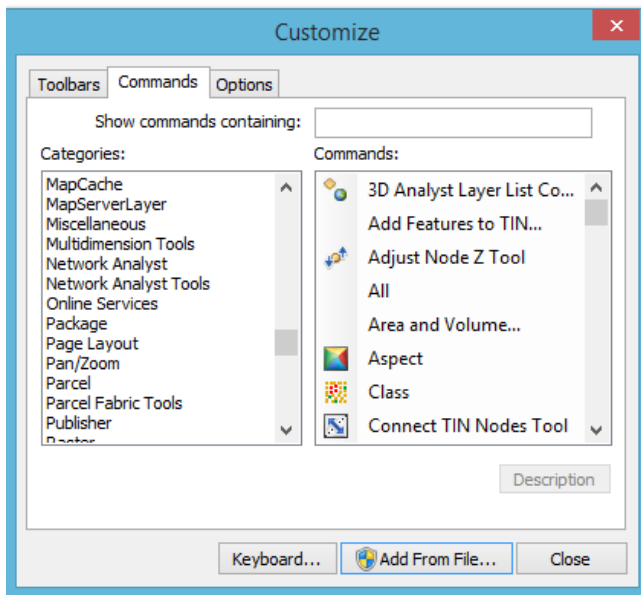 Customize
Toolbars Commands Options
Show commands containing:
Categories:
MapCache
MapServerLayer
Miscellaneous
Multidimension Tools
Network Analyst
Network Analyst Tools
Online Services
Package
Page Layout
Pan/Zoom
Parcel
Parcel Fabric Tools
Publisher
Raster
Commands:
3D Analyst Layer List Co...
Add Features to TIN...
Adjust Node Z Tool
All
Area and Volume...
Aspect
Class
Connect TIN Nodes Tool
Description
Keyboard... Add From File... Close